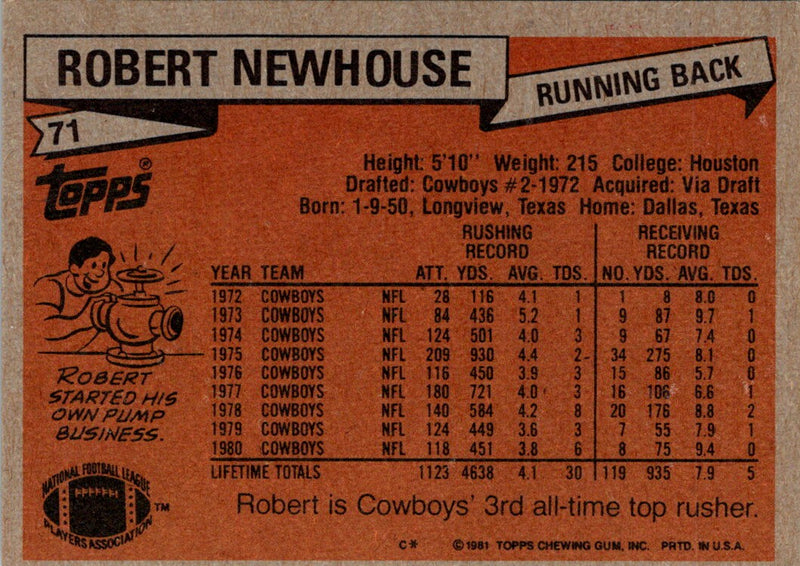 ROBERT NEWHOUSE
RUNNING BACK
71
TOPPS®
Height: 5'10'' Weight: 215 College: Houston
Drafted: Cowboys #2-1972 Acquired: Via Draft
Born: 1-9-50, Longview, Texas Home: Dallas, Texas
RUSHING RECEIVING
RECORD RECORD
YEAR TEAM ATT. YDS. AVG. TDS. NO. YDS. AVG. TDS.
1972 COWBOYS NFL 28 116 4.1 1 1 8 8.0 0
1973 COWBOYS NFL 84 436 5.2 1 9 87 9.7 1
1974 COWBOYS NFL 124 501 4.0 3 9 67 7.4 0
1975 COWBOYS NFL 209 930 4.4 2 34 275 8.1 0
1976 COWBOYS NFL 116 450 3.9 3 15 86 5.7 0
1977 COWBOYS NFL 180 721 4.0 3 16 106 6.6 1
1978 COWBOYS NFL 140 584 4.2 8 20 176 8.8 2
1979 COWBOYS NFL 124 449 3.6 3 7 55 7.9 1
1980 COWBOYS NFL 118 451 3.8 6 8 75 9.4 0
LIFETIME TOTALS 1123 4638 4.1 30 119 935 7.9 5
ROBERT
STARTED HIS
OWN PUMP
BUSINESS.
NATIONAL FOOTBALL LEAGUE
PLAYERS ASSOCIATION
TM
Robert is Cowboys' 3rd all-time top rusher.
C* ©1981 TOPPS CHEWING GUM, INC. PRTD. IN U.S.A.